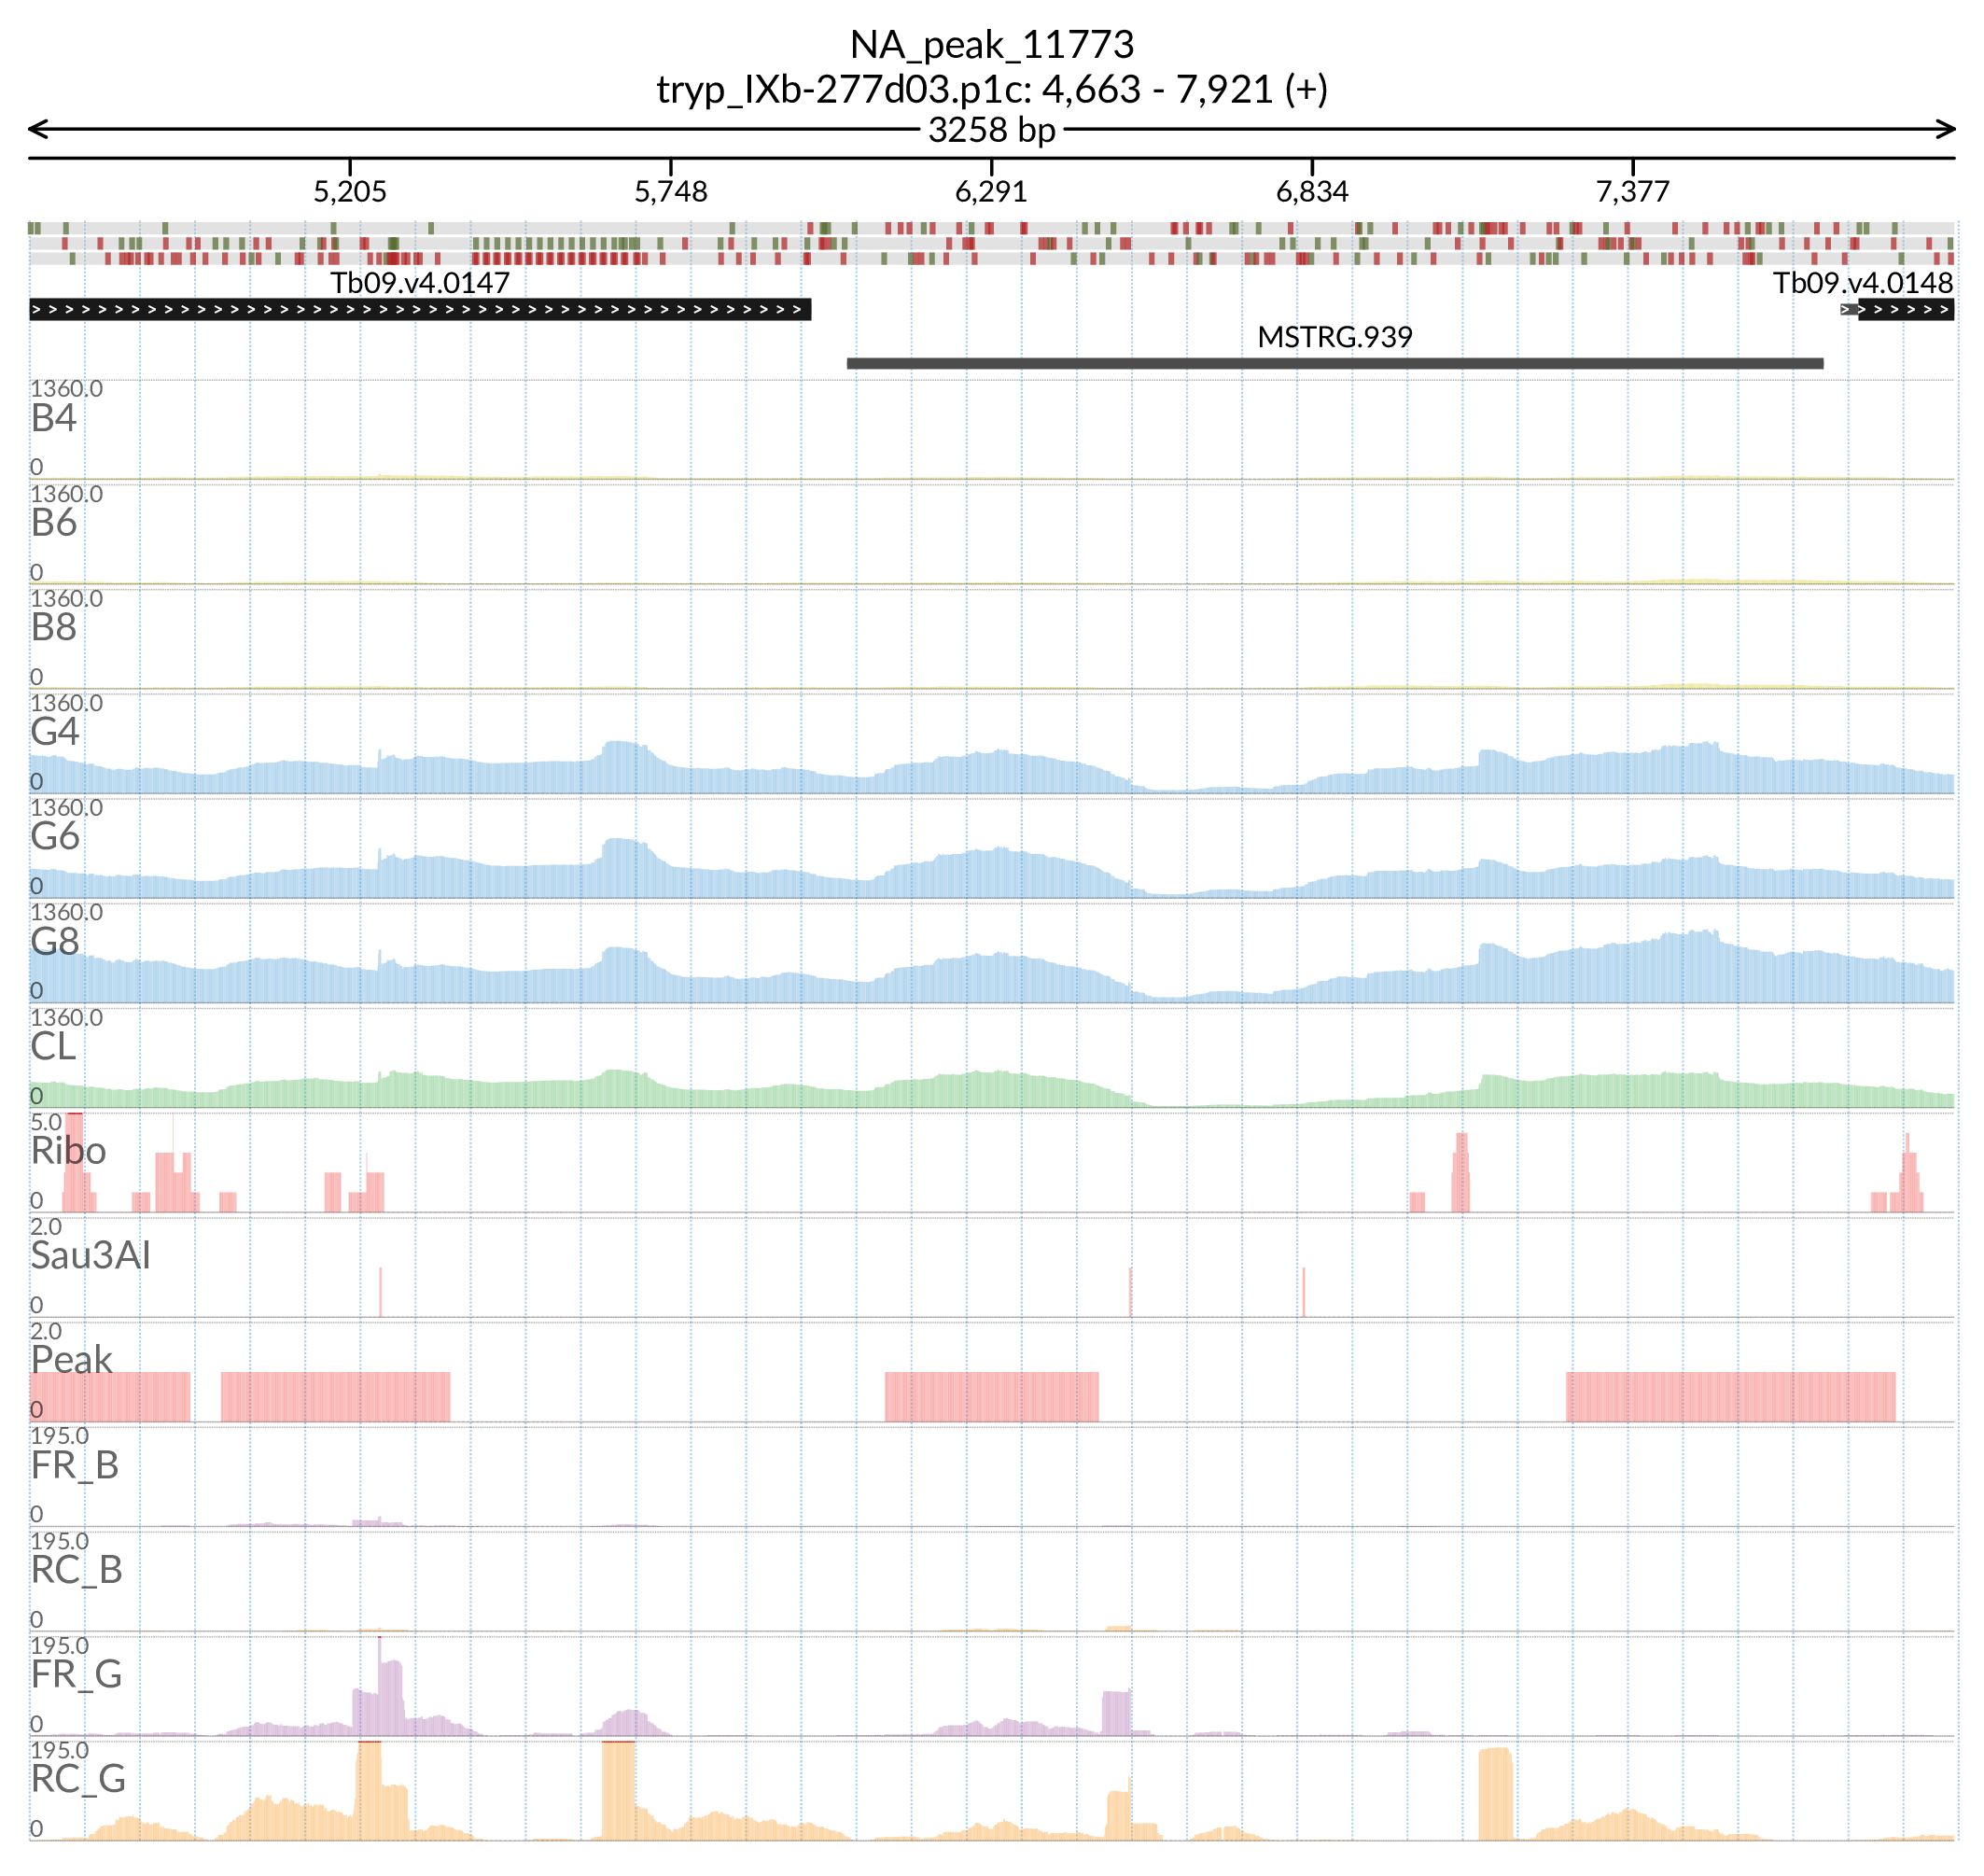 NA_peak_11773
tryp_IXb-277d03.p1c: 4,663 - 7,921 (+)
3258 bp
5,205 5,748 6,291 6,834 7,377
Tb09.v4.0147 Tb09.v4.0148
MSTRG.939
1360.0
B4
0
1360.0
B6
0
1360.0
B8
0
1360.0
G4
0
1360.0
G6
0
1360.0
G8
0
1360.0
CL
0
5.0
Ribo
0
2.0
Sau3AI
0
2.0
Peak
0
195.0
FR_B
0
195.0
RC_B
0
195.0
FR_G
0
195.0
RC_G
0